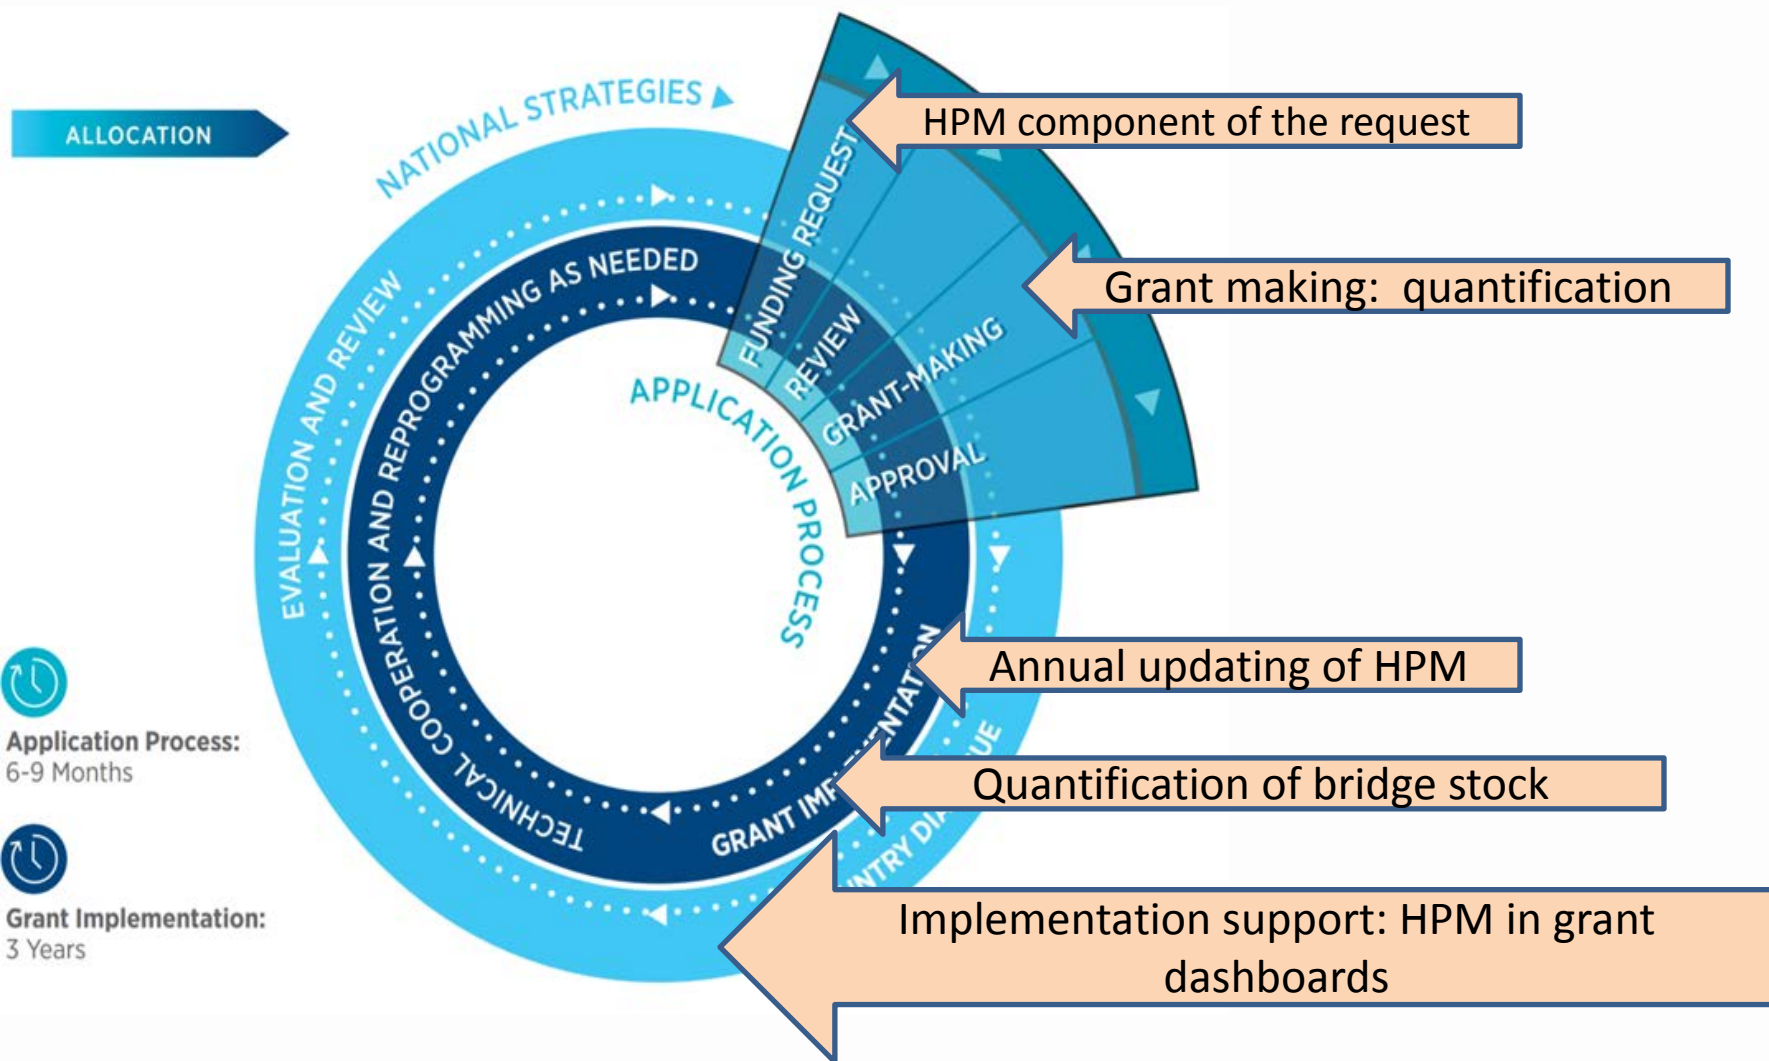 ALLOCATION
NATIONAL STRATEGIES
HPM component of the request
FUNDING REQUEST
REVIEW
GRANT-MAKING
APPROVAL
Grant making: quantification
EVALUATION AND REVIEW
TECHNICAL COOPERATION AND REPROGRAMMING AS NEEDED
APPLICATION PROCESS
GRANT IMPLEMENTATION
Annual updating of HPM
Quantification of bridge stock
Implementation support: HPM in grant
dashboards
Application Process:
6-9 Months
Grant Implementation:
3 Years